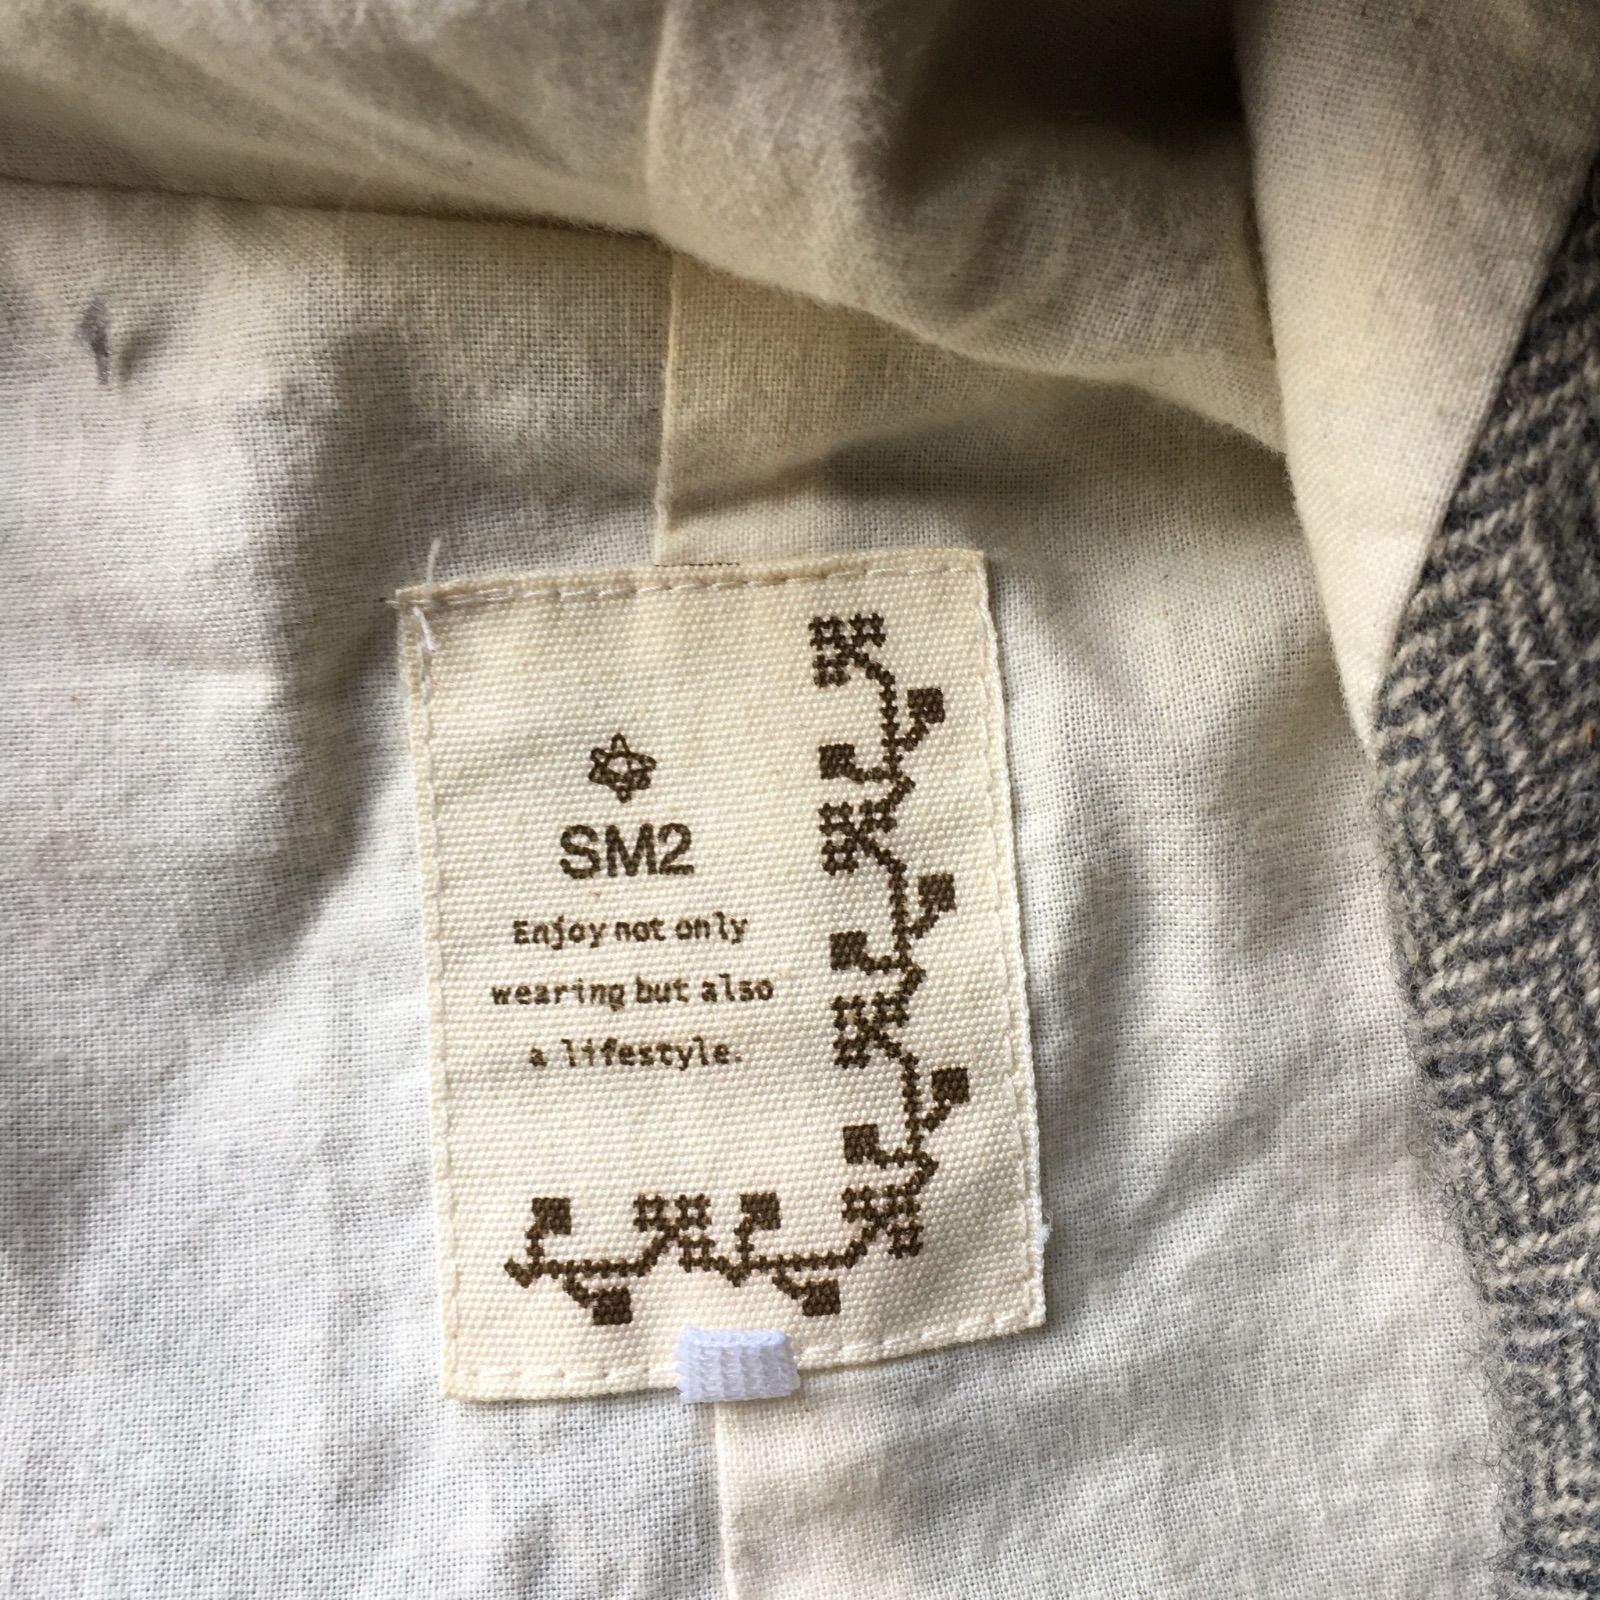 SM2
Enjoy not only
wearing but also
a lifestyle.